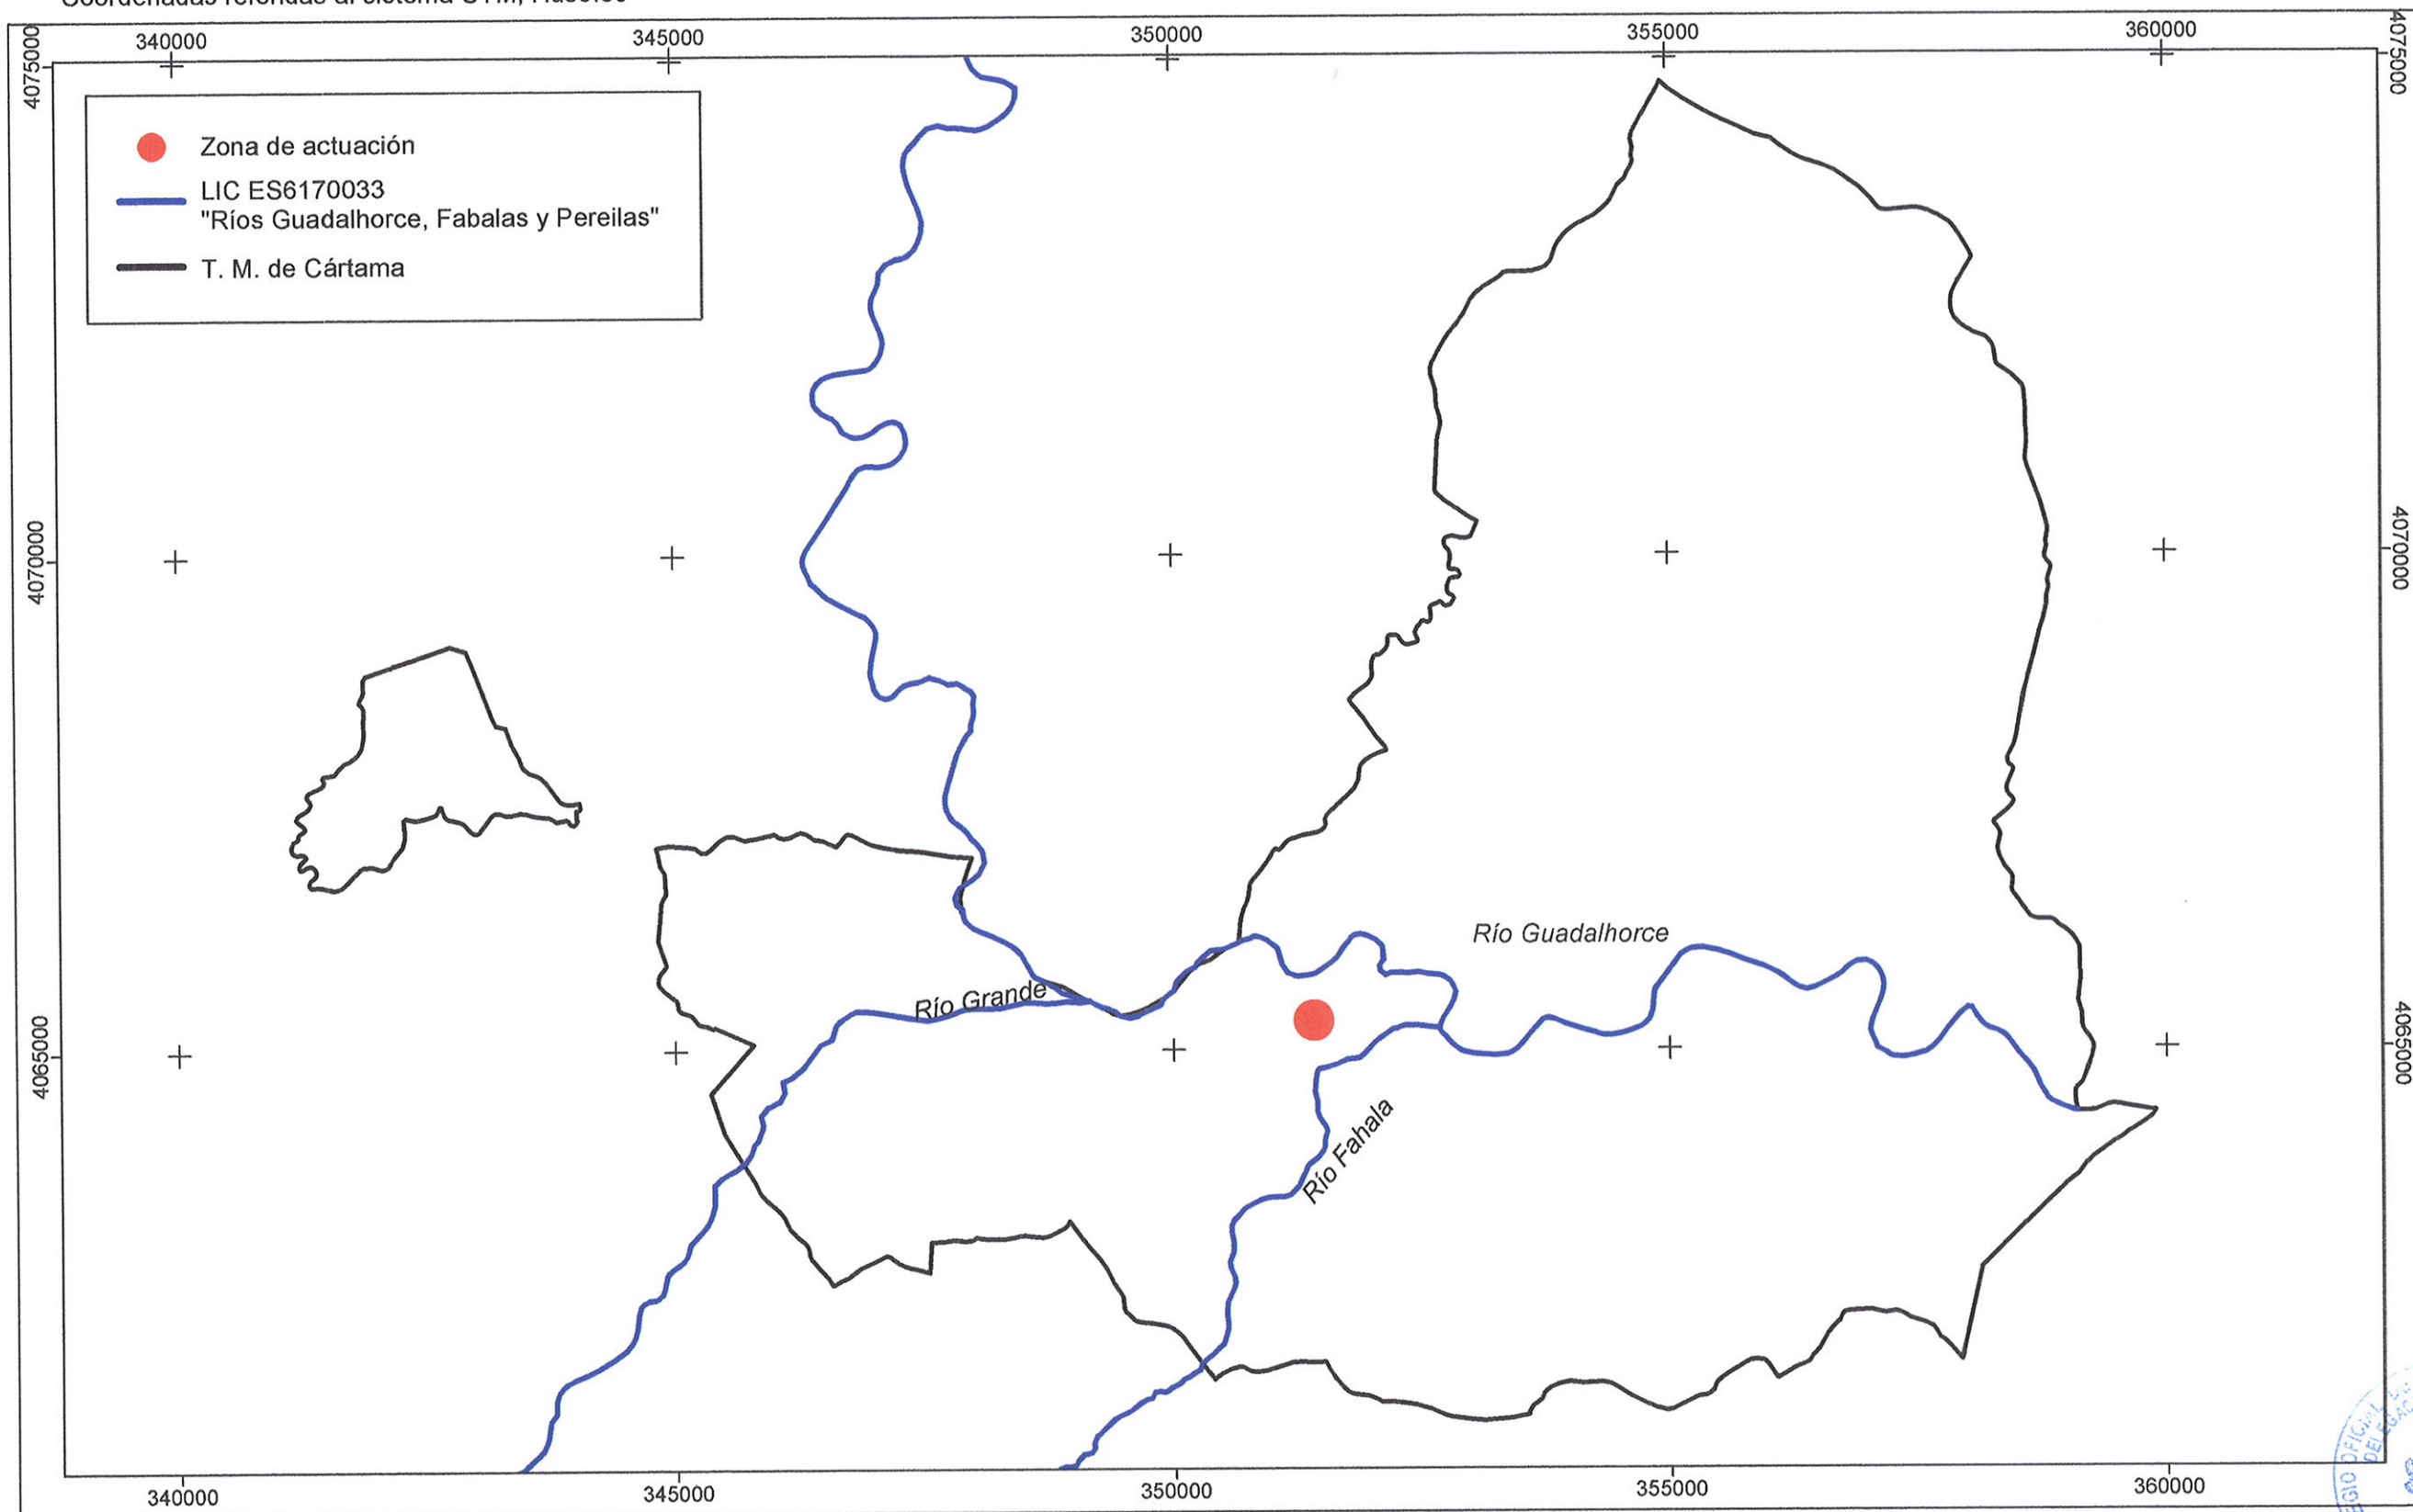 340000 345000 350000 355000 360000
4075000 4075000
Zona de actuación
LIC ES6170033
"Ríos Guadalhorce, Fabalas y Pereilas"
T. M. de Cártama
4070000 4070000
Río Guadalhorce
Río Grande
4065000 4065000
Río Fahala
340000 345000 350000 355000 360000
OFICIAL